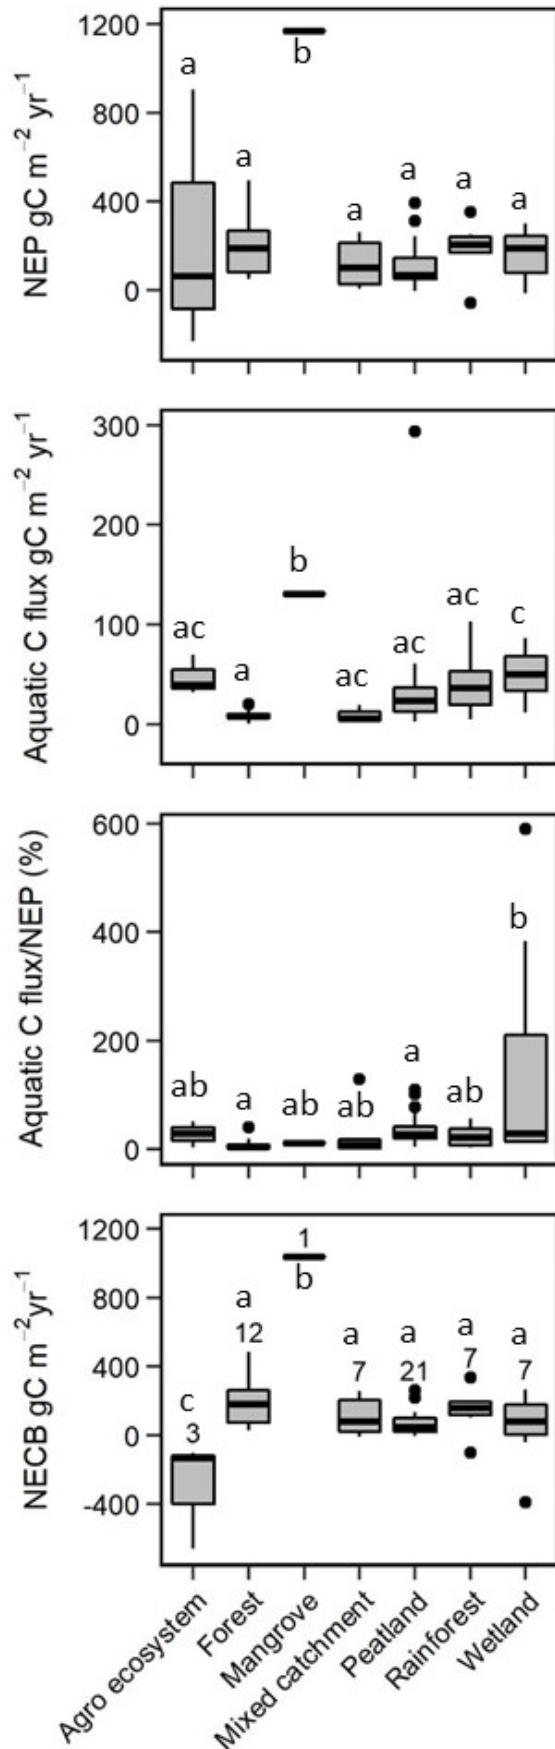 NEP gC m⁻² yr⁻¹
1200
800
400
0
a
a
b
a
a
a
a
Aquatic C flux gC m⁻² yr⁻¹
300
200
100
0
ac
a
b
ac
ac
ac
c
Aquatic C flux/NEP (%)
600
400
200
0
ab
a
ab
ab
a
ab
b
NECB gC m⁻²yr⁻¹
1200
800
400
0
-400
c
3
a
12
1
b
a
7
a
21
a
7
a
7
Agro ecosystem
Forest
Mangrove
Mixed catchment
Peatland
Rainforest
Wetland